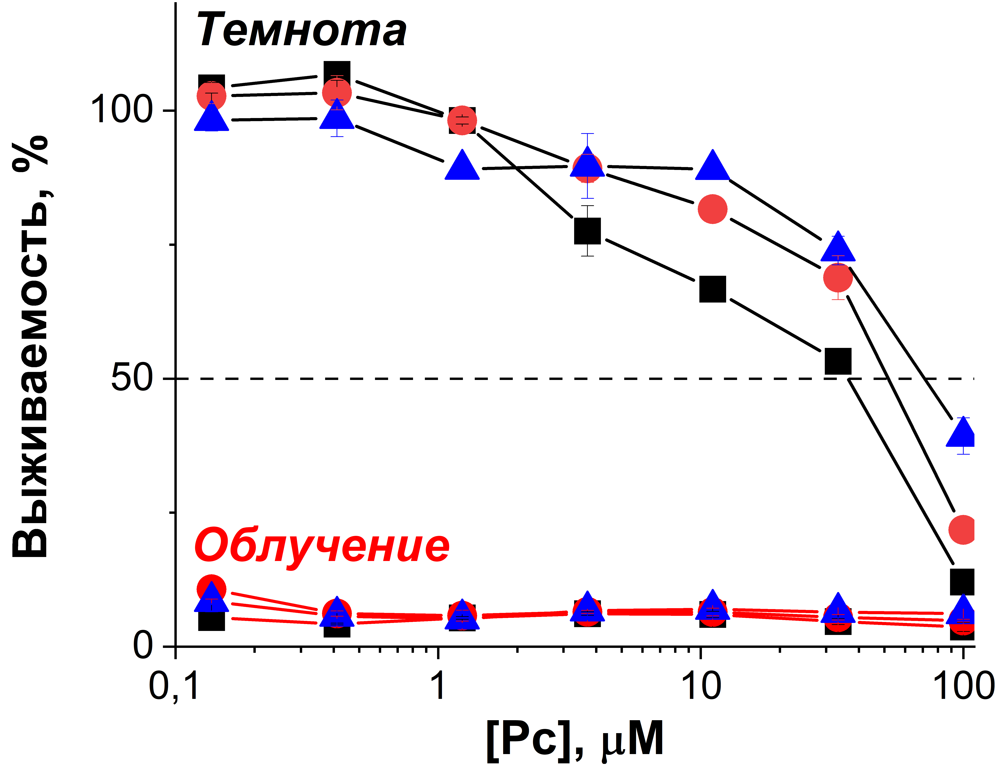 Темнота
Выживаемость, %
100
50
Облучение
0
0,1 1 10 100
[Pc], μM